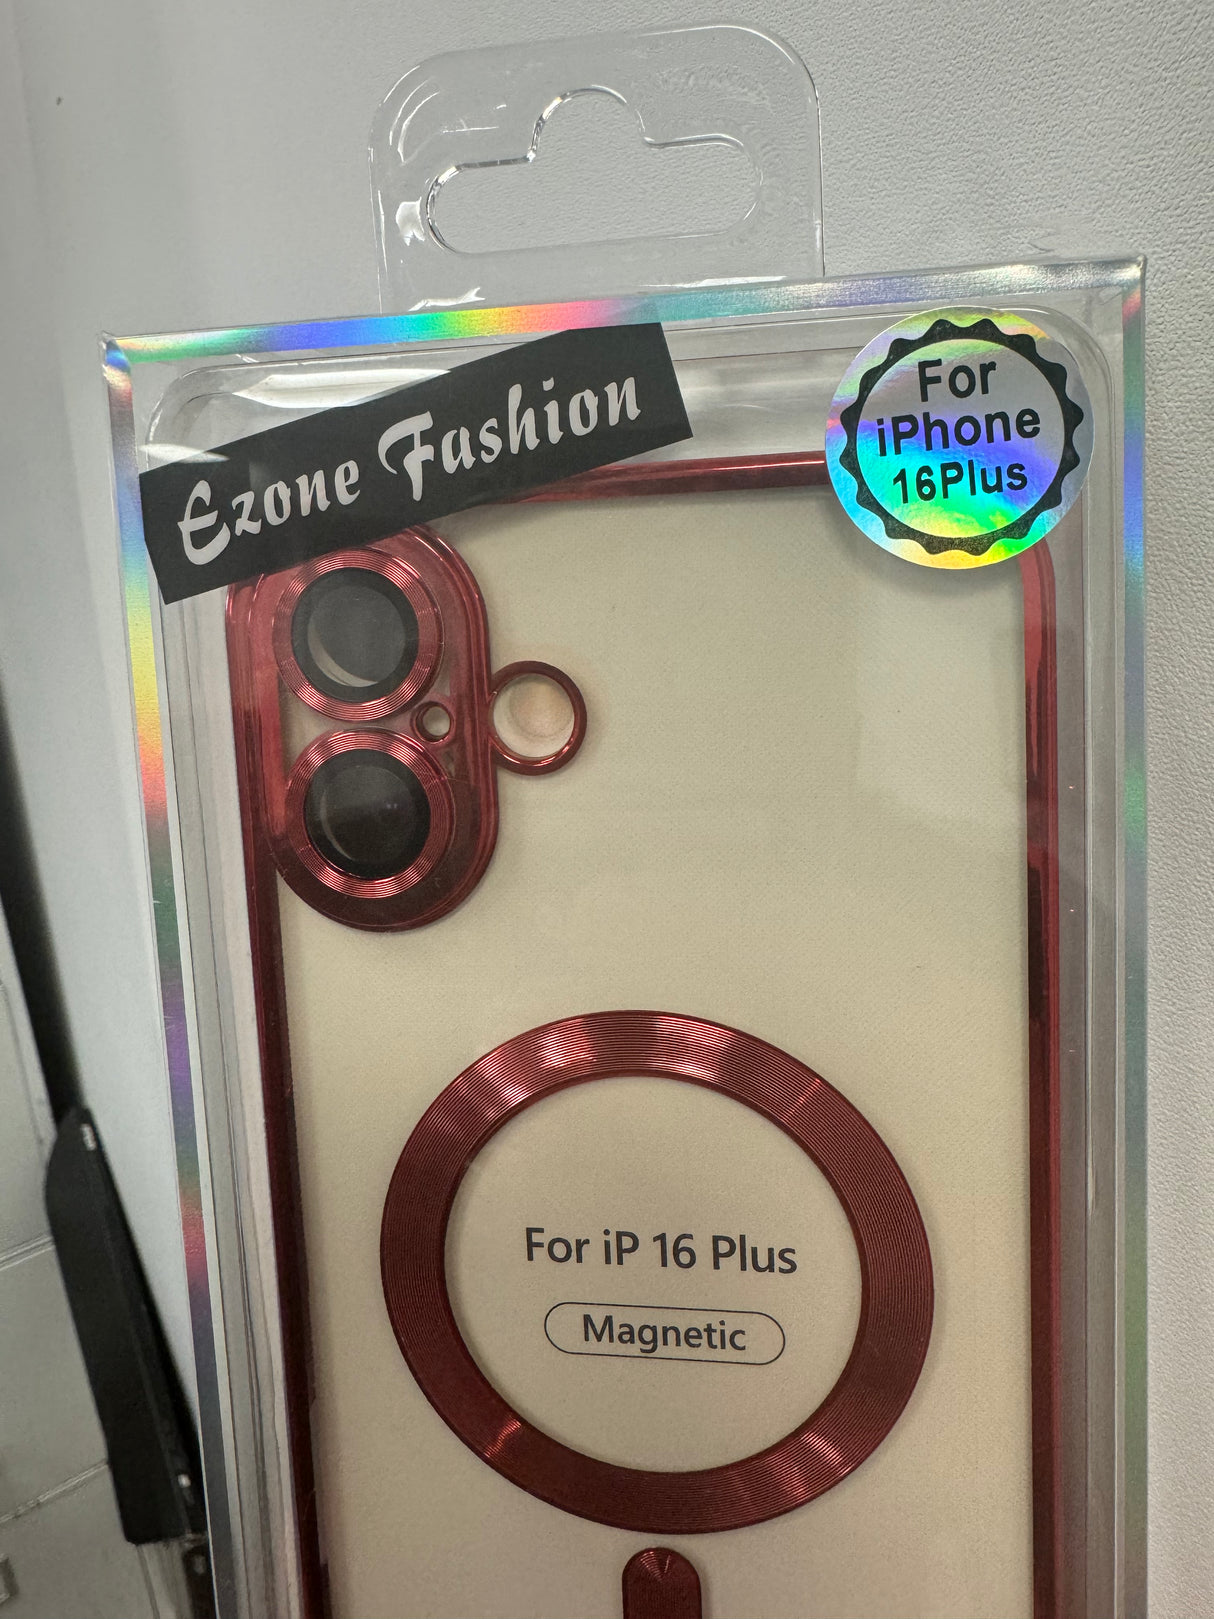 Ezone Fashion
For
iPhone
16Plus
For iP 16 Plus
Magnetic